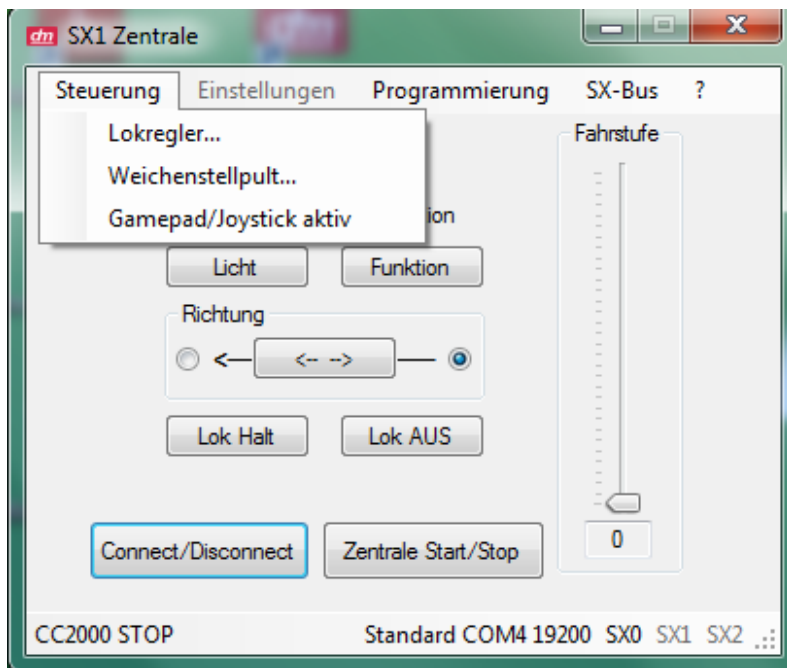 dm SX1 Zentrale
Steuerung Einstellungen Programmierung SX-Bus ?
Lokregler...
Weichenstellpult...
Gamepad/Joystick aktiv
ion
Fahrstufe
Licht Funktion
Richtung
<— <-- --> —
Lok Halt Lok AUS
0
Connect/Disconnect Zentrale Start/Stop
CC2000 STOP Standard COM4 19200 SX0 SX1 SX2